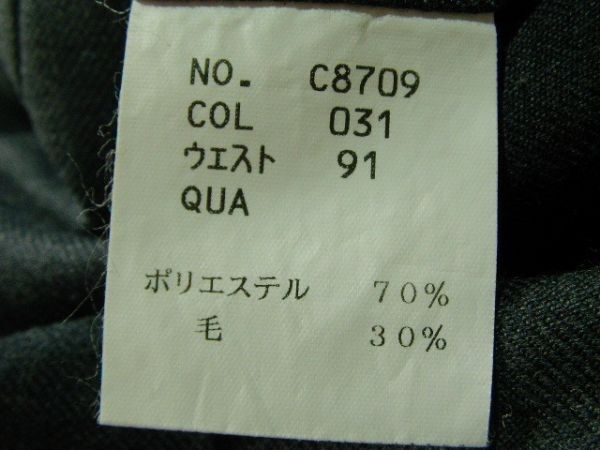 NO. C8709
COL 031
ウエスト 91
QUA
ポリエステル 70%
毛 30%